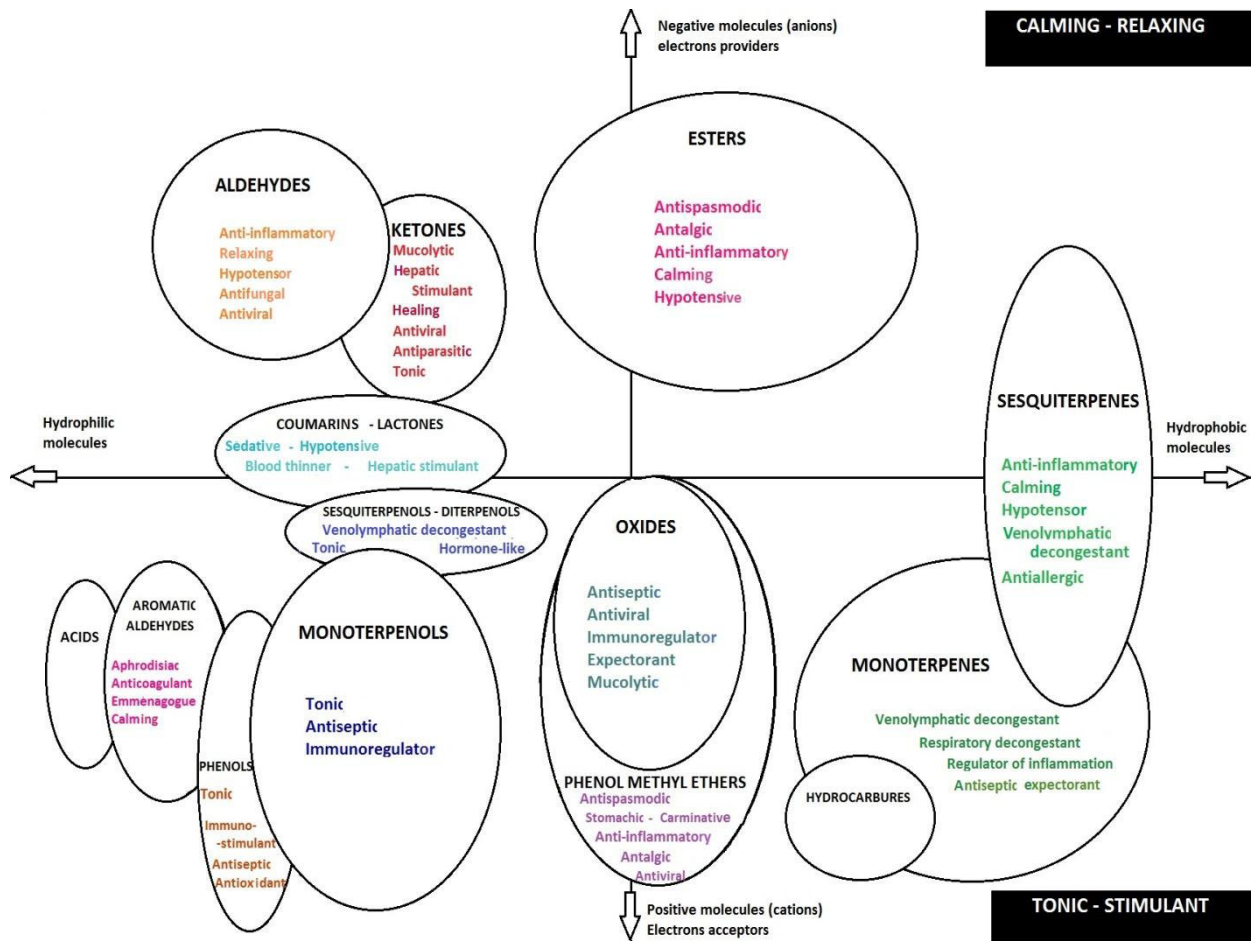 Negative molecules (anions)
electrons providers
CALMING - RELAXING
ESTERS
Antispasmodic
Antalgic
Anti-inflammatory
Calming
Hypotensive
ALDEHYDES
Anti-inflammatory
Relaxing
Hypotensor
Antifungal
Antiviral
KETONES
Mucolytic
Hepatic
Stimulant
Healing
Antiviral
Antiparasitic
Tonic
Hydrophilic
molecules
COUMARINS - LACTONES
Sedative - Hypotensive
Blood thinner - Hepatic stimulant
SESQUITERPENES
Anti-inflammatory
Calming
Hypotensor
Venolymphatic
decongestant
Antiallergic
Hydrophobic
molecules
SESQUITERPENOLS - DITERPENOLS
Venolymphatic decongestant
Tonic Hormone-like
OXIDES
Antiseptic
Antiviral
Immunoregulator
Expectorant
Mucolytic
ACIDS
AROMATIC
ALDEHYDES
Aphrodisiac
Anticoagulant
Emmenagogue
Calming
MONOTERPENOLS
Tonic
Antiseptic
Immunoregulator
MONOTERPENES
Venolymphatic decongestant
Respiratory decongestant
Regulator of inflammation
Antiseptic expectorant
PHENOLS
Tonic
Immuno-
-stimulant
Antiseptic
Antioxidant
PHENOL METHYL ETHERS
Antispasmodic
Stomachic - Carminative
Anti-inflammatory
Antalgic
Antiviral
HYDROCARBURES
Positive molecules (cations)
Electrons acceptors
TONIC - STIMULANT